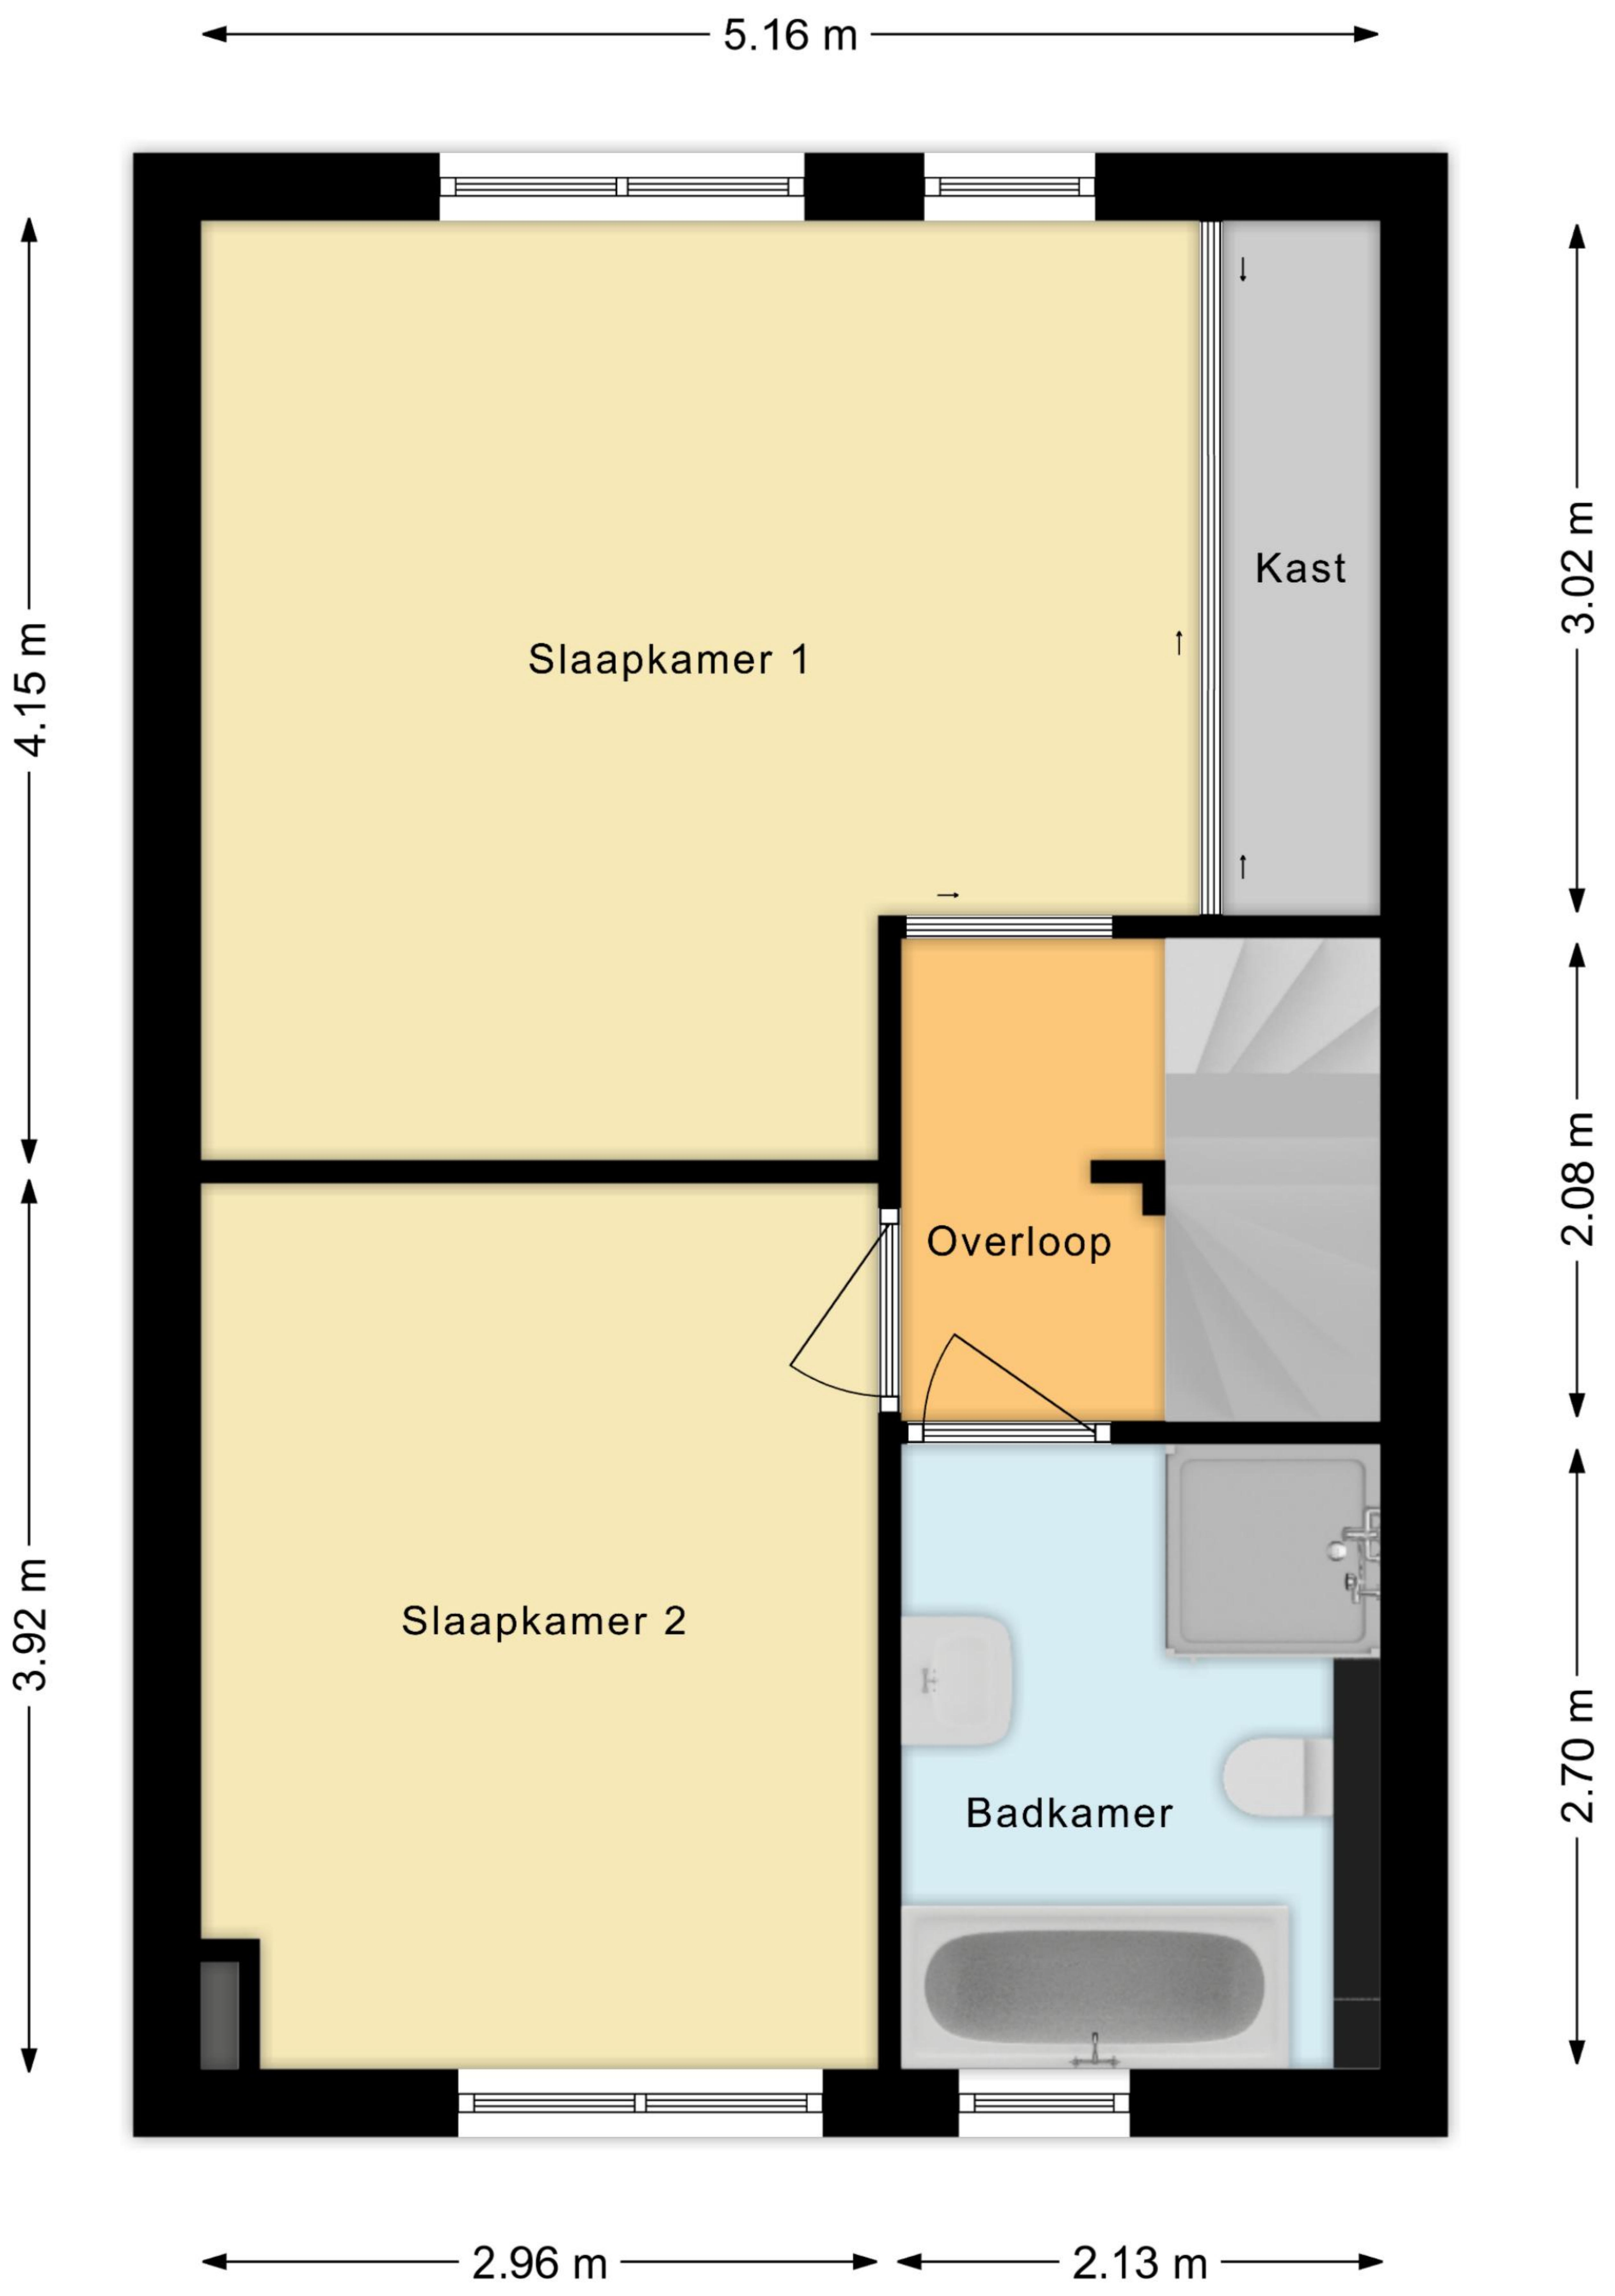 5.16 m
4.15 m
3.02 m
Kast
Slaapkamer 1
2.08 m
Overloop
3.92 m
Slaapkamer 2
2.70 m
Badkamer
2.96 m
2.13 m